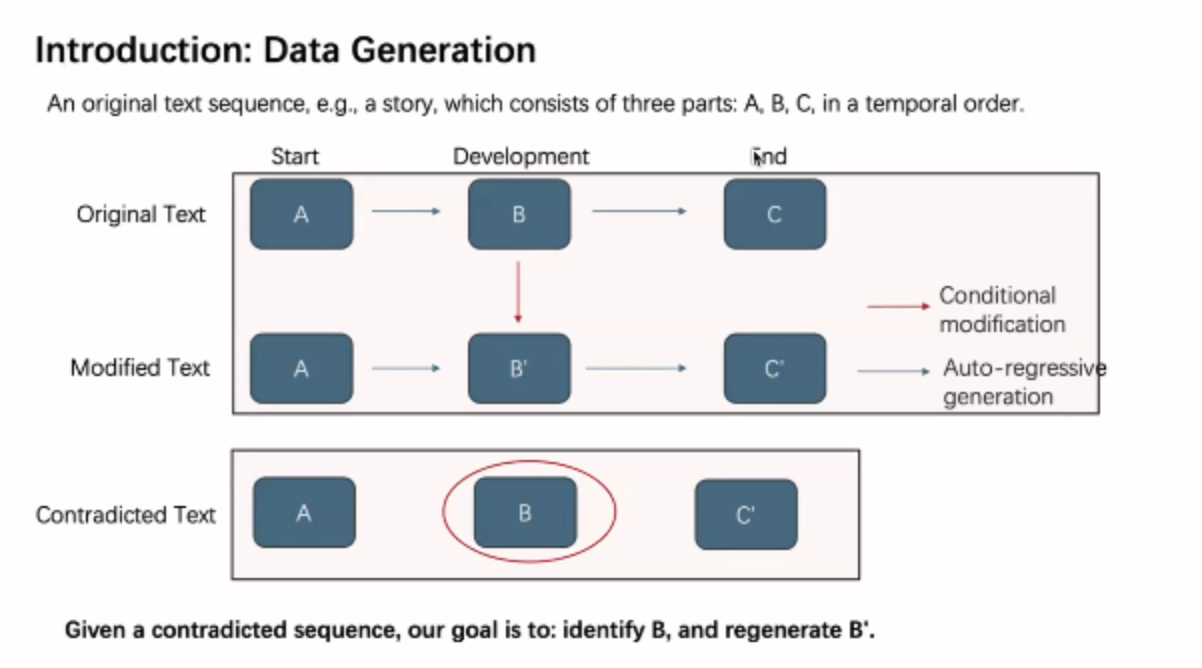 Introduction: Data Generation
An original text sequence, e.g., a story, which consists of three parts: A, B, C, in a temporal order.
Start Development End
Original Text A B C
Conditional
modification
Modified Text A B' C' Auto-regressive
generation
Contradicted Text A B C'
Given a contradicted sequence, our goal is to: identify B, and regenerate B'.